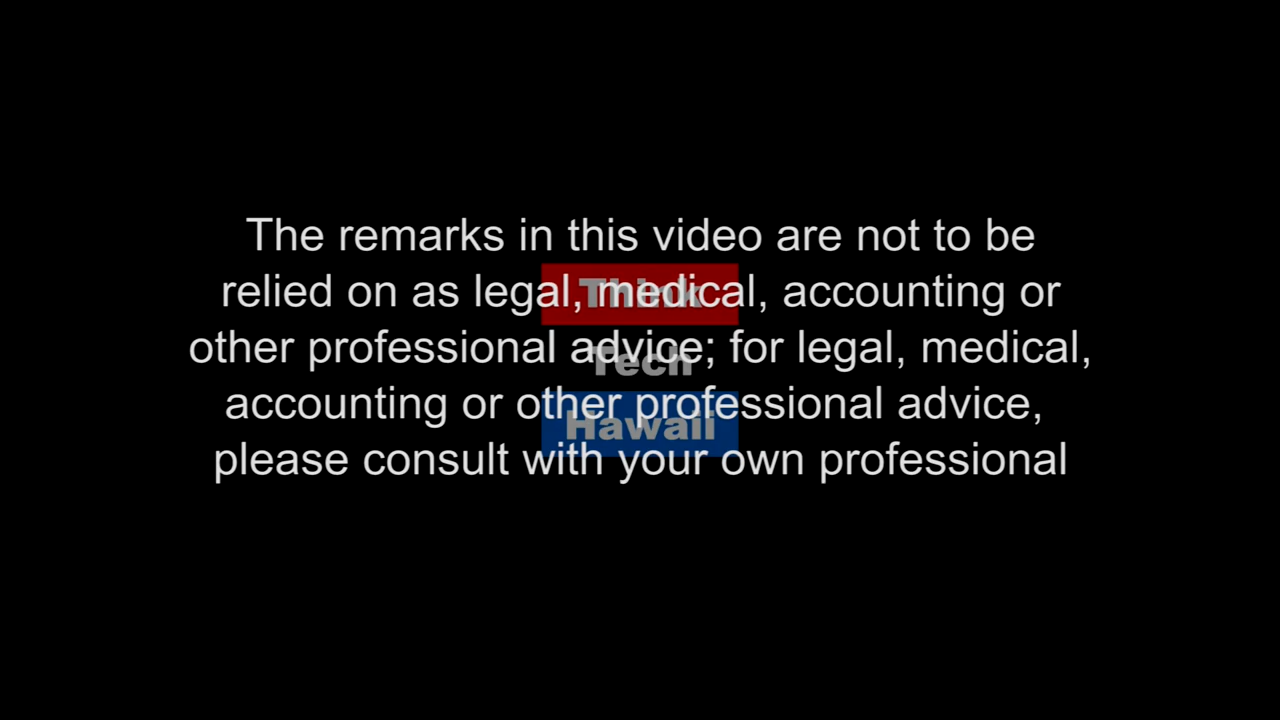 The remarks in this video are not to be
relied on as legal, medical, accounting or
other professional advice; for legal, medical,
accounting or other professional advice,
please consult with your own professional
Think
Tech
Hawaii